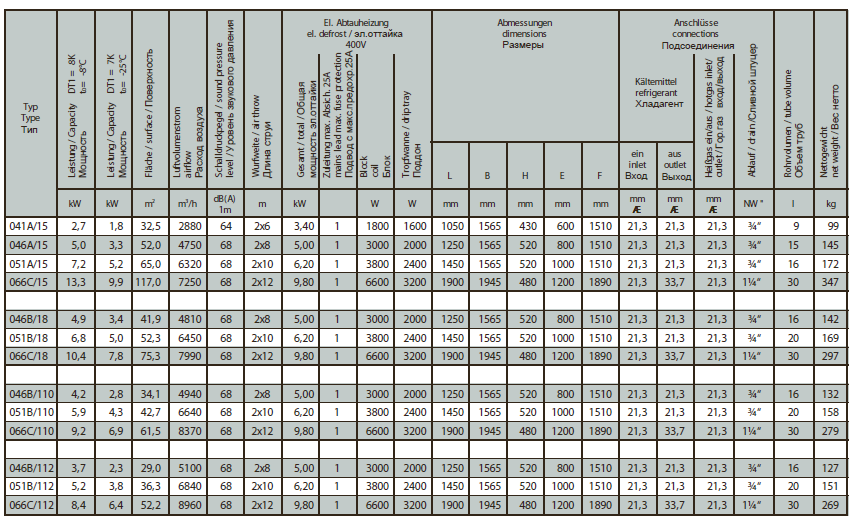 El. Abtauheizung Abmessungen Anschlüsse
el. defrost / эл.оттайка dimensions connections
400V Размеры Подсоединения
Typ
Type
Тип
Leistung / Capacity DT1 = 8K
Мощность t₀= -8°C
Leistung / Capacity DT1 = 7K
Мощность t₀= -25°C
Fläche / surface / Поверхность
Luftvolumenstrom
airflow
Расход воздуха
Schalldruckpegel / sound pressure
level / Уровень звукового давления
Wurfweite / air throw
Длина струи
Gesamt / total / Общая
мощность эл.оттайки
Zuleitung max. Absich. 25A
mains lead max. fuse protection
Подвод с макс.предохр.25A
Block
coil
Блок
Tropfwanne / drip tray
Поддон
L B H E F
Kältemittel
refrigerant
Хладагент
ein
inlet
Вход
aus
outlet
Выход
Heißgas ein/aus / hotgas inlet/
outlet / Гор.газ вход/выход
Ablauf / drain /Сливной штуцер
Rohrvolumen / tube volume
Объем труб
Nettogewicht
net weight / Вес нетто
kW kW m² m³/h dB(A) 1m m kW W W mm mm mm mm mm mm Æ mm Æ mm Æ NW " l kg
041A/15 2,7 1,8 32,5 2880 64 2x6 3,40 1 1800 1600 1050 1565 430 600 1510 21,3 21,3 21,3 ¾“ 9 99
046A/15 5,0 3,3 52,0 4750 68 2x8 5,00 1 3000 2000 1250 1565 520 800 1510 21,3 21,3 21,3 ¾“ 15 145
051A/15 7,2 5,2 65,0 6320 68 2x10 6,20 1 3800 2400 1450 1565 520 1000 1510 21,3 21,3 21,3 ¾“ 16 172
066C/15 13,3 9,9 117,0 7250 68 2x12 9,80 1 6600 3200 1900 1945 480 1200 1890 21,3 33,7 21,3 1¼“ 30 347
046B/18 4,9 3,4 41,9 4810 68 2x8 5,00 1 3000 2000 1250 1565 520 800 1510 21,3 21,3 21,3 ¾“ 16 142
051B/18 6,8 5,0 52,3 6450 68 2x10 6,20 1 3800 2400 1450 1565 520 1000 1510 21,3 21,3 21,3 ¾“ 20 169
066C/18 10,4 7,8 75,3 7990 68 2x12 9,80 1 6600 3200 1900 1945 480 1200 1890 21,3 33,7 21,3 1¼“ 30 297
046B/110 4,2 2,8 34,1 4940 68 2x8 5,00 1 3000 2000 1250 1565 520 800 1510 21,3 21,3 21,3 ¾“ 16 132
051B/110 5,9 4,3 42,7 6640 68 2x10 6,20 1 3800 2400 1450 1565 520 1000 1510 21,3 21,3 21,3 ¾“ 20 158
066C/110 9,2 6,9 61,5 8370 68 2x12 9,80 1 6600 3200 1900 1945 480 1200 1890 21,3 33,7 21,3 1¼“ 30 279
046B/112 3,7 2,3 29,0 5100 68 2x8 5,00 1 3000 2000 1250 1565 520 800 1510 21,3 21,3 21,3 ¾“ 16 127
051B/112 5,2 3,8 36,3 6840 68 2x10 6,20 1 3800 2400 1450 1565 520 1000 1510 21,3 21,3 21,3 ¾“ 20 151
066C/112 8,4 6,4 52,2 8960 68 2x12 9,80 1 6600 3200 1900 1945 480 1200 1890 21,3 33,7 21,3 1¼“ 30 269